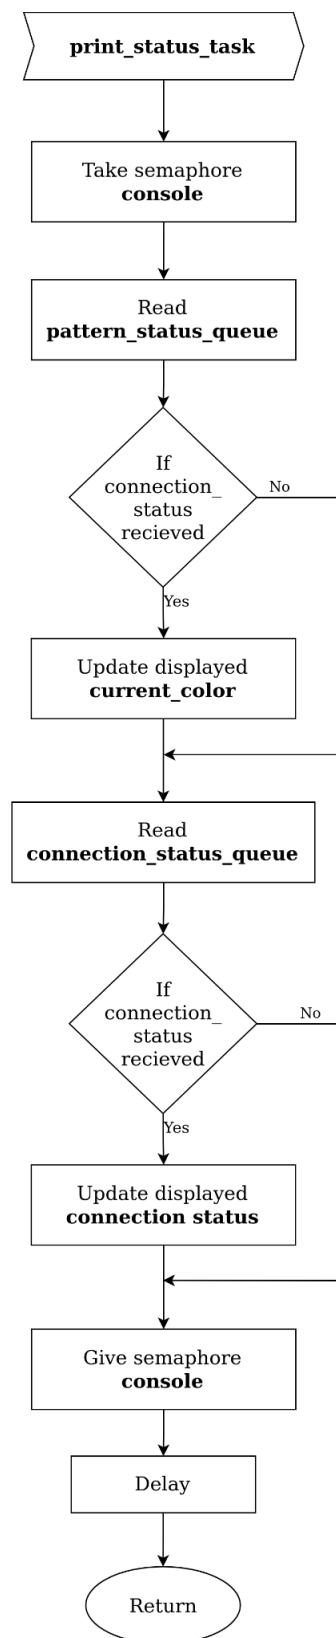 print_status_task
Take semaphore
console
Read
pattern_status_queue
If
connection_
status
recieved
No
Yes
Update displayed
current_color
Read
connection_status_queue
If
connection_
status
recieved
No
Yes
Update displayed
connection status
Give semaphore
console
Delay
Return